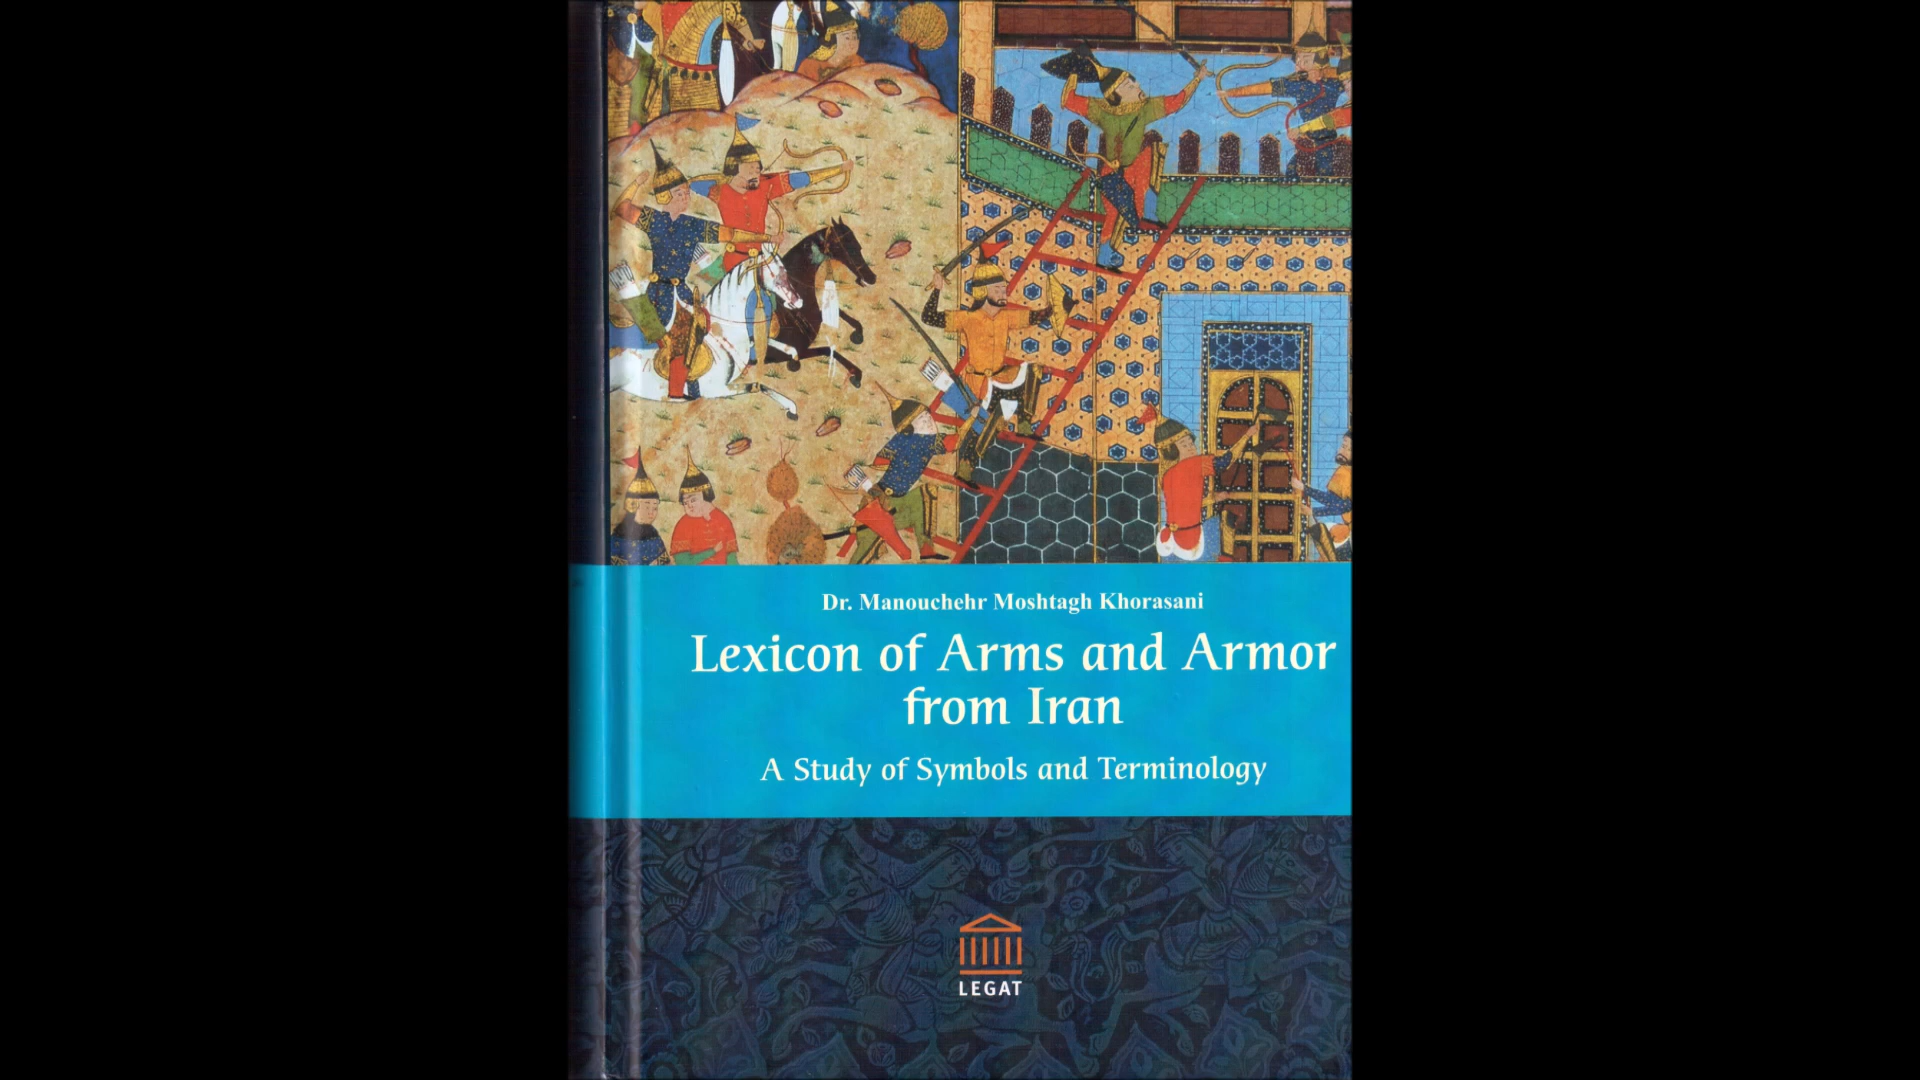 Dr. Manouchehr Moshtagh Khorasani
Lexicon of Arms and Armor
from Iran
A Study of Symbols and Terminology
LEGAT